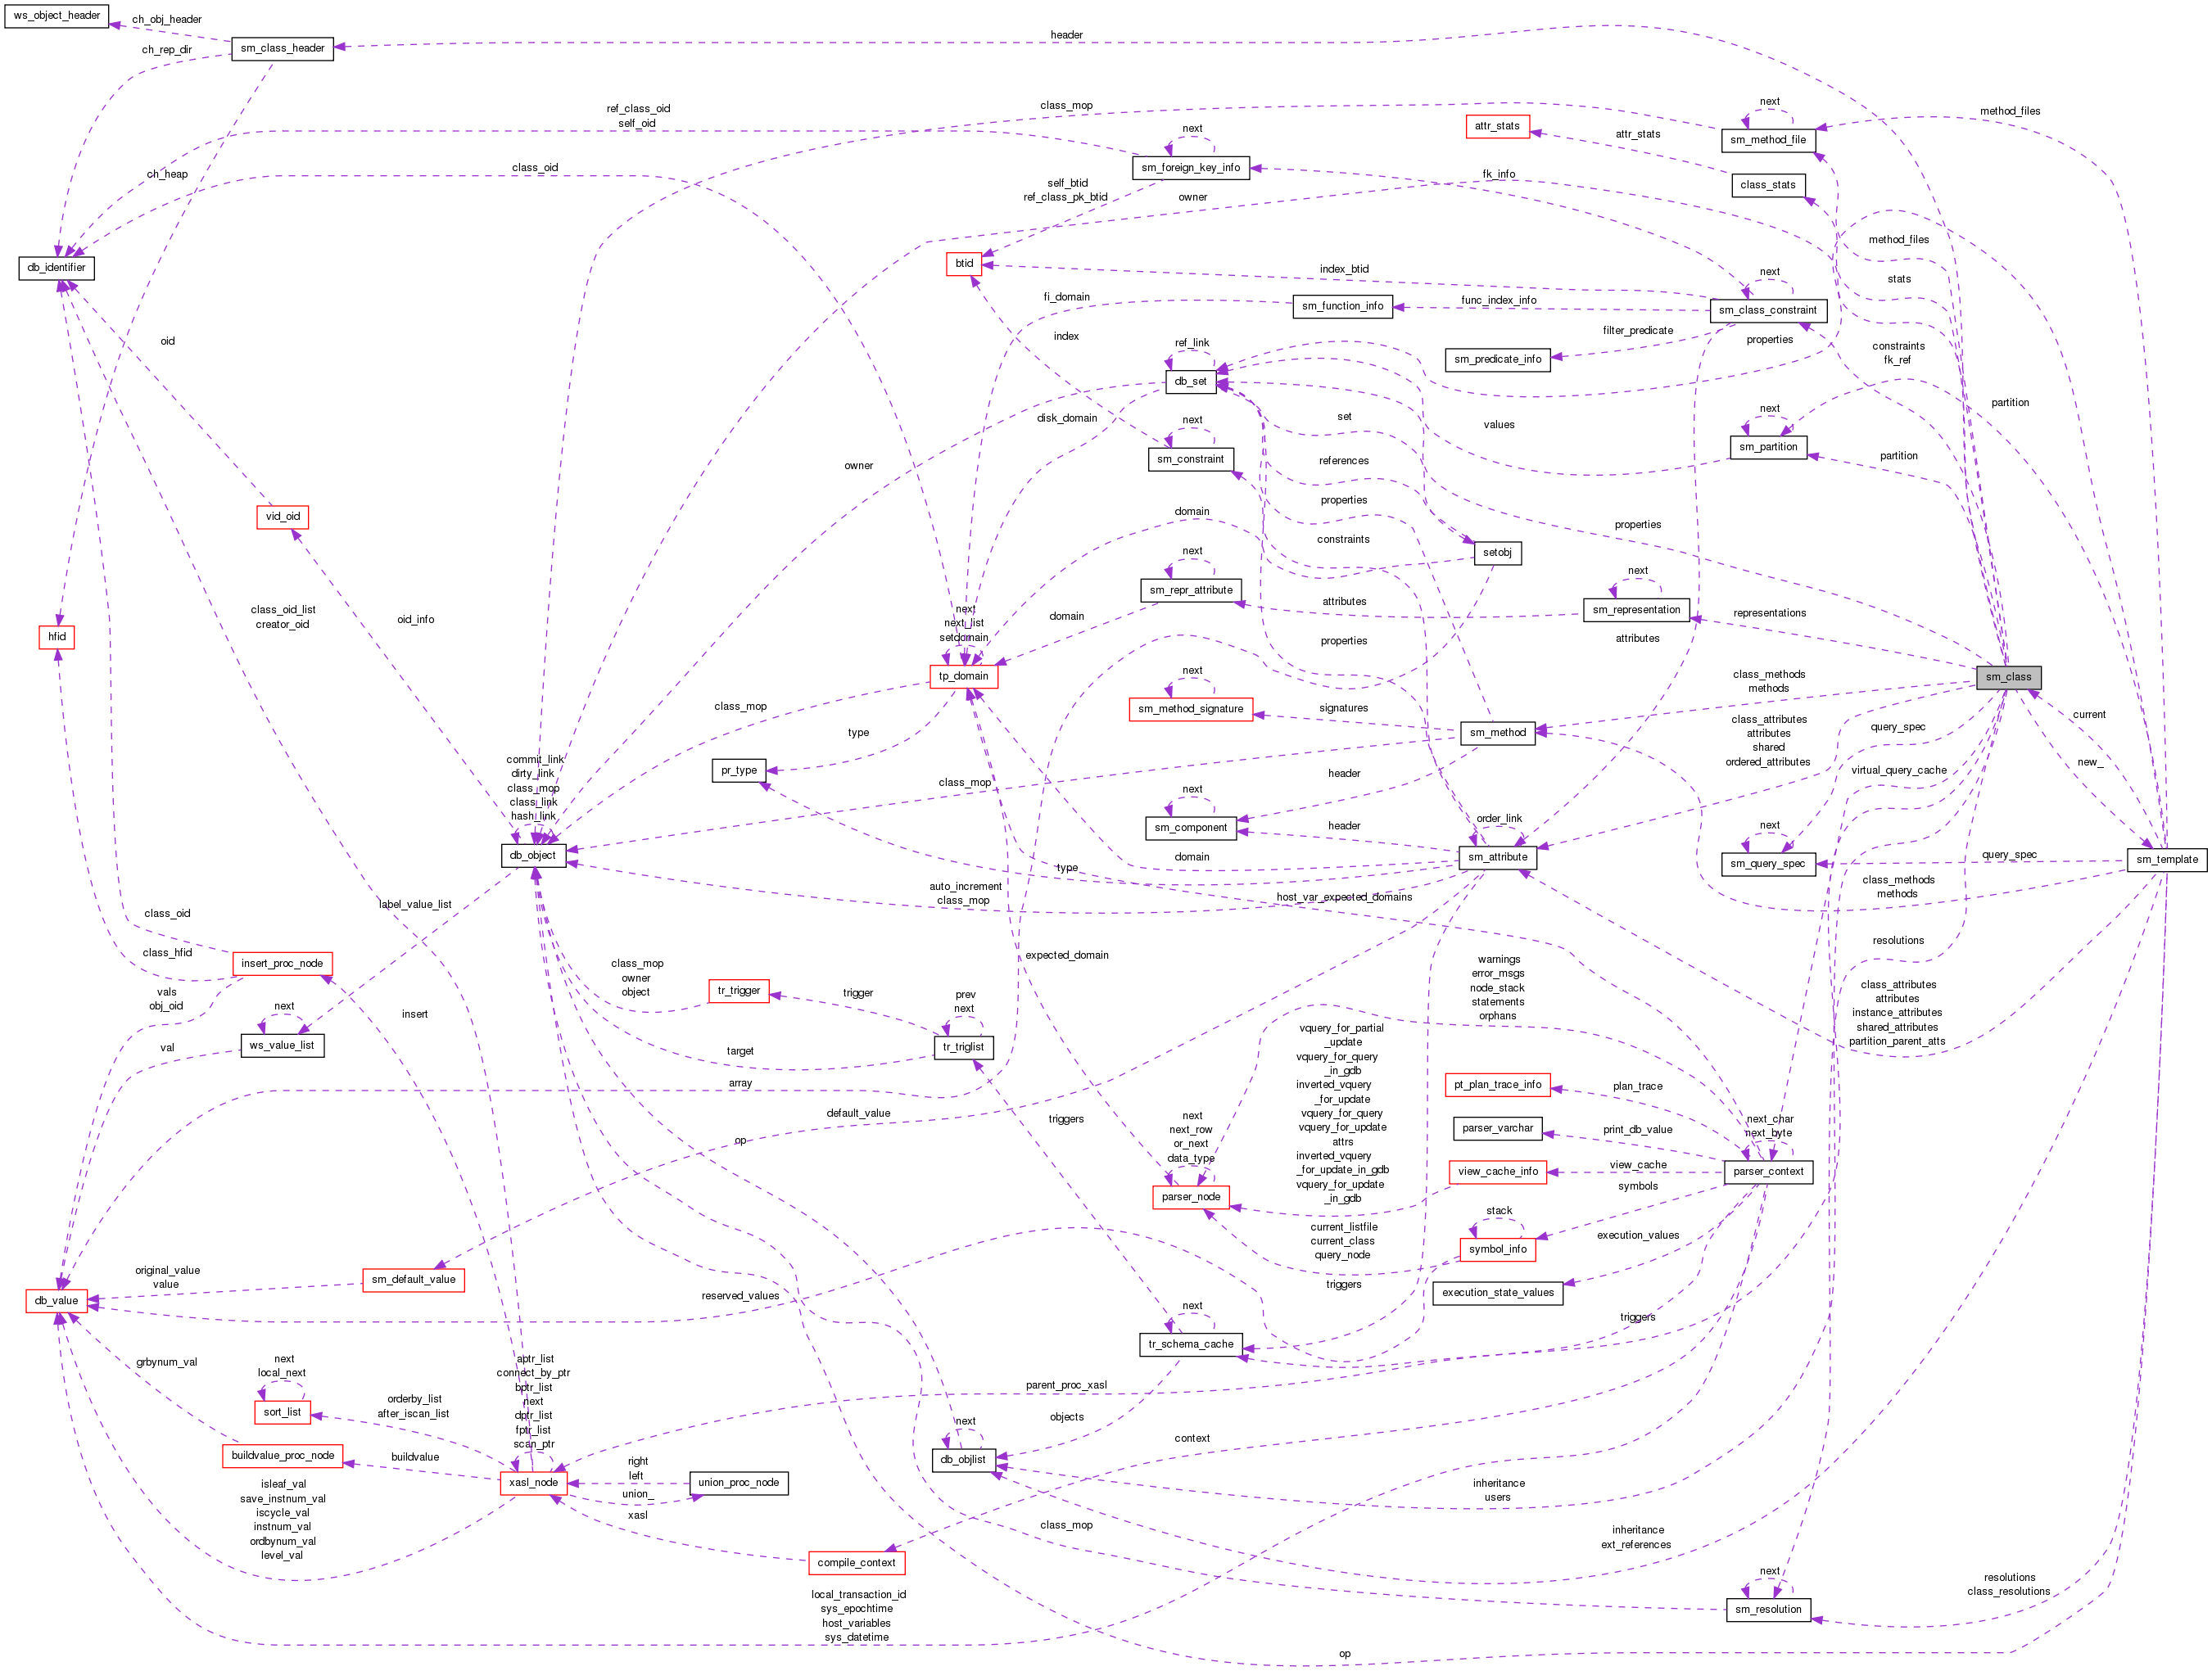 ws_object_header
ch_obj_header
sm_class_header
header
ch_rep_dir
ref_class_oid
self_oid
class_mop
next
attr_stats
attr_stats
next
sm_method_file
method_files
ch_heap
class_oid
sm_foreign_key_info
self_btid
ref_class_pk_btid
owner
fk_info
class_stats
db_identifier
btid
index_btid
method_files
stats
fi_domain
sm_function_info
func_index_info
next
sm_class_constraint
oid
index
ref_link
db_set
filter_predicate
sm_predicate_info
properties
constraints
fk_ref
disk_domain
set
values
next
partition
owner
next
sm_constraint
references
sm_partition
partition
vid_oid
domain
properties
constraints
properties
setobj
class_oid_list
creator_oid
oid_info
next
sm_repr_attribute
attributes
next
sm_representation
representations
hfid
next
next_list
setdomain
domain
properties
attributes
tp_domain
next
sm_method_signature
signatures
class_methods
methods
sm_class
class_mop
type
sm_method
class_attributes
attributes
shared
ordered_attributes
query_spec
current
commit_link
dirty_link
class_mop
class_link
hash_link
pr_type
class_mop
header
virtual_query_cache
new_
next
sm_component
header
order_link
next
db_object
sm_attribute
sm_query_spec
query_spec
sm_template
label_value_list
auto_increment
class_mop
type
domain
host_var_expected_domains
class_methods
methods
class_oid
class_hfid
insert_proc_node
class_mop
owner
object
tr_trigger
trigger
expected_domain
warnings
error_msgs
node_stack
statements
orphans
resolutions
vals
obj_oid
insert
next
ws_value_list
val
prev
next
tr_triglist
target
class_attributes
attributes
instance_attributes
shared_attributes
partition_parent_atts
array
default_value
op
triggers
vquery_for_partial
_update
vquery_for_query
_in_gdb
inverted_vquery
_for_update
vquery_for_query
vquery_for_update
attrs
inverted_vquery
_for_update_in_gdb
vquery_for_update
_in_gdb
pt_plan_trace_info
plan_trace
parser_varchar
print_db_value
next_char
next_byte
next
next_row
or_next
data_type
view_cache_info
view_cache
parser_context
parser_node
symbols
stack
current_listfile
current_class
query_node
symbol_info
execution_values
original_value
value
sm_default_value
db_value
reserved_values
triggers
execution_state_values
next
tr_schema_cache
triggers
grbynum_val
next
local_next
sort_list
orderby_list
after_iscan_list
aptr_list
connect_by_ptr
bptr_list
next
dptr_list
fptr_list
scan_ptr
parent_proc_xasl
objects
context
buildvalue_proc_node
buildvalue
xasl_node
right
left
union_
xasl
union_proc_node
next
db_objlist
isleaf_val
save_instnum_val
iscycle_val
instnum_val
ordbynum_val
level_val
inheritance
users
class_mop
inheritance
ext_references
compile_context
next
sm_resolution
resolutions
class_resolutions
local_transaction_id
sys_epochtime
host_variables
sys_datetime
op